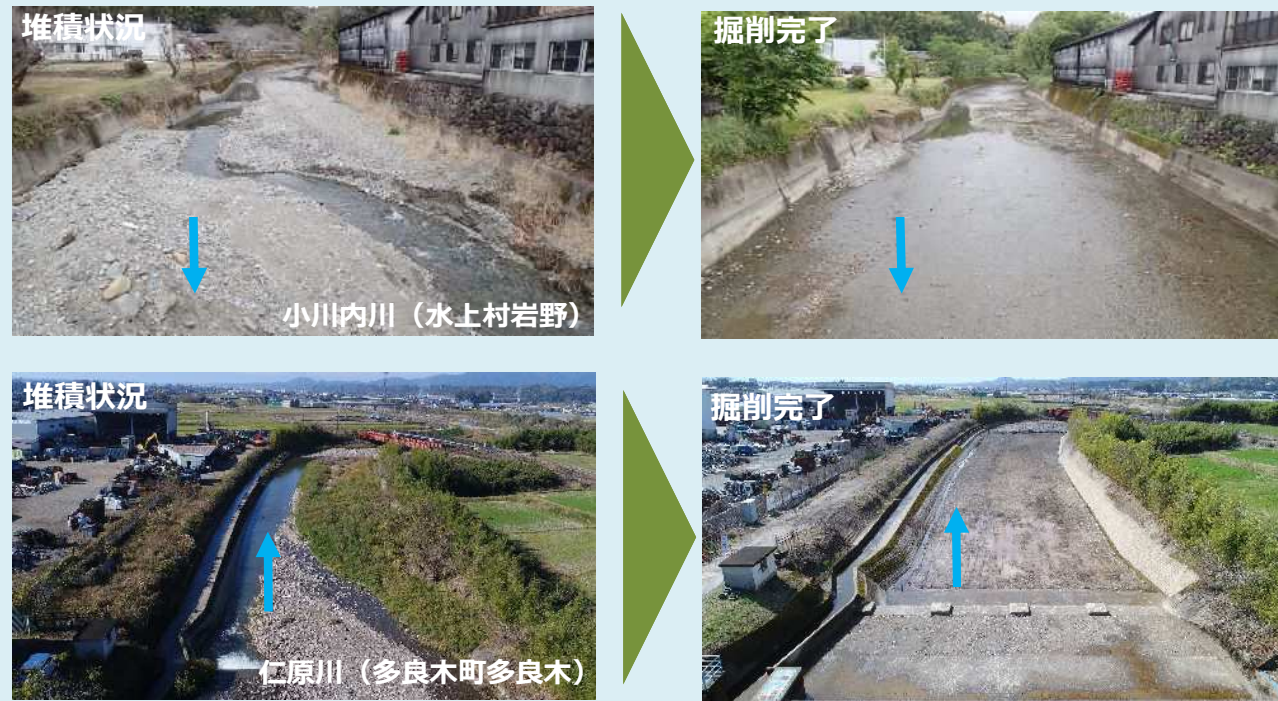 堆積状況
掘削完了
小川内川（水上村岩野）
堆積状況
掘削完了
仁原川（多良木町多良木）